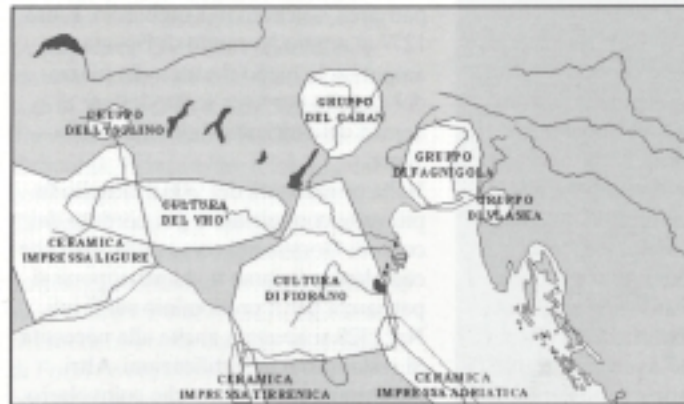 GRUPPO
DELL'ISOLINO
GRUPPO
DEL GABAN
GRUPPO
DI FAGNIGOLA
GRUPPO
DI VLASKA
CULTURA
DEL VHO'
CERAMICA
IMPRESSA LIGURE
CULTURA
DI FIORANO
CERAMICA
IMPRESSA TIRRENICA
CERAMICA
IMPRESSA ADRIATICA